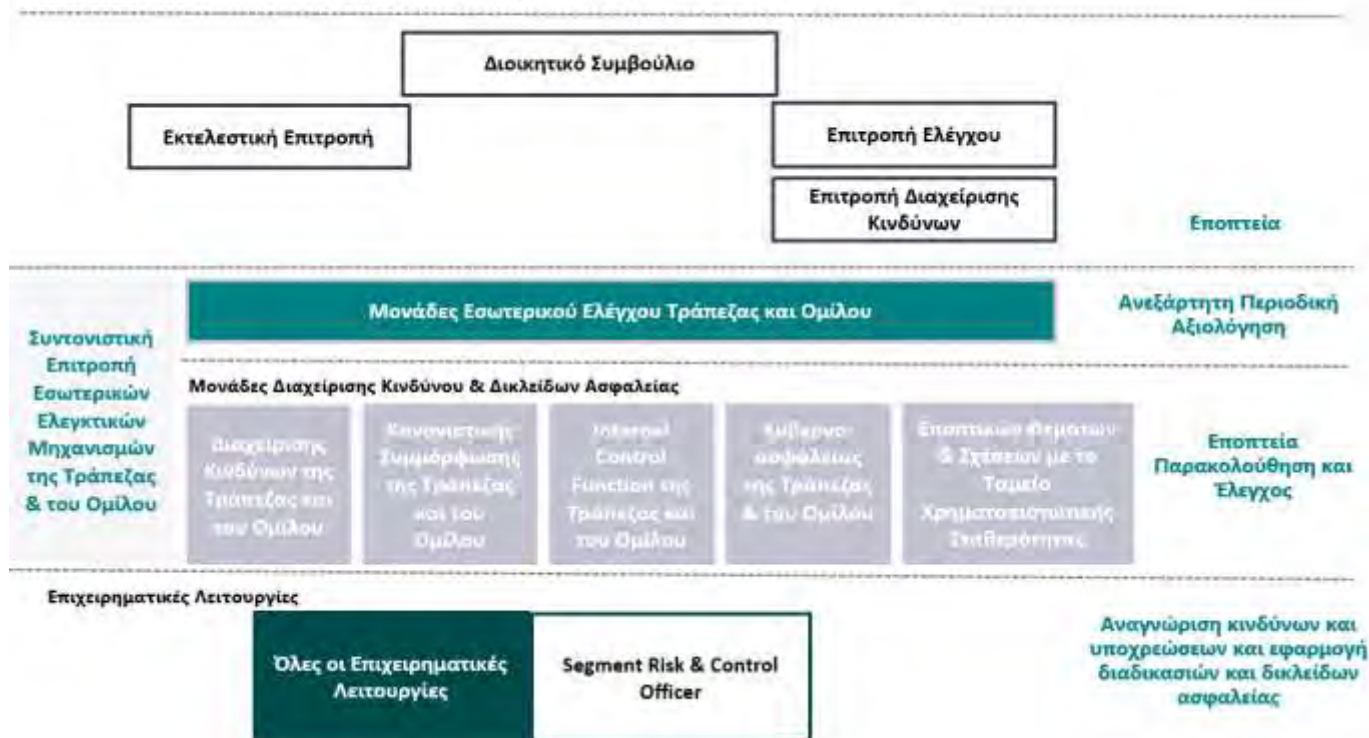 Διοικητικό Συμβούλιο
Εκτελεστική Επιτροπή
Επιτροπή Ελέγχου
Επιτροπή Διαχείρισης
Κινδύνων
Εποπτεία
Συντονιστική
Επιτροπή
Εσωτερικών
Ελεγκτικών
Μηχανισμών
της Τράπεζας
& του Ομίλου
Μονάδες Εσωτερικού Ελέγχου Τράπεζας και Ομίλου
Ανεξάρτητη Περιοδική
Αξιολόγηση
Μονάδες Διαχείρισης Κινδύνου & Δικλείδων Ασφαλείας
Διαχείρισης
Κινδύνων της
Τράπεζας και
του Ομίλου
Κανονιστικής
Συμμόρφωσης
της Τράπεζας
και του
Ομίλου
Internal
Control
Function της
Τράπεζας και
του Ομίλου
Κυβερνο-
ασφάλειας
της Τράπεζας
& του Ομίλου
Εποπτικών Θεμάτων
& Σχέσεων με το
Ταμείο
Χρηματοπιστωτικής
Σταθερότητας
Εποπτεία
Παρακολούθηση και
Έλεγχος
Επιχειρηματικές Λειτουργίες
Όλες οι Επιχειρηματικές
Λειτουργίες
Segment Risk & Control
Officer
Αναγνώριση κινδύνων και
υποχρεώσεων και εφαρμογή
διαδικασιών και δικλείδων
ασφαλείας